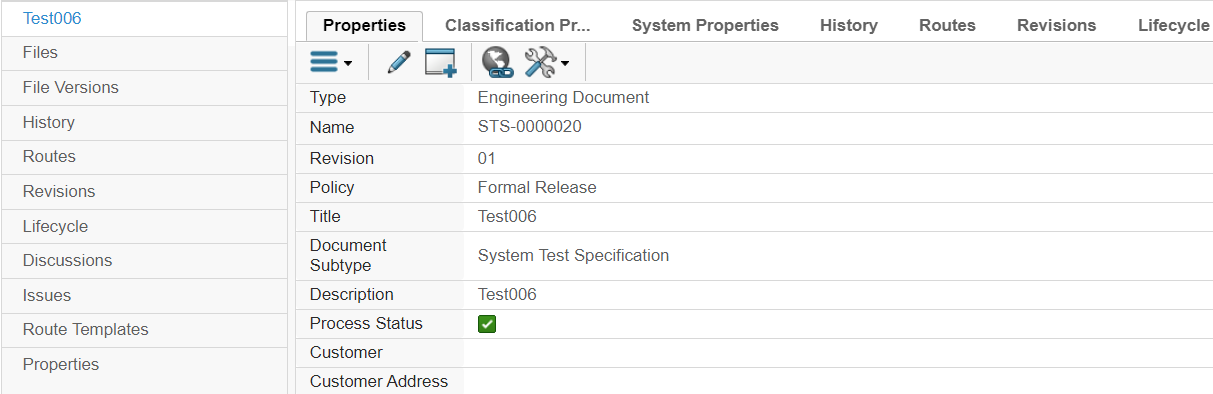 Test006
Files
File Versions
History
Routes
Revisions
Lifecycle
Discussions
Issues
Route Templates
Properties
Properties Classification Pr... System Properties History Routes Revisions Lifecycle
Type Engineering Document
Name STS-0000020
Revision 01
Policy Formal Release
Title Test006
Document
Subtype System Test Specification
Description Test006
Process Status
Customer
Customer Address